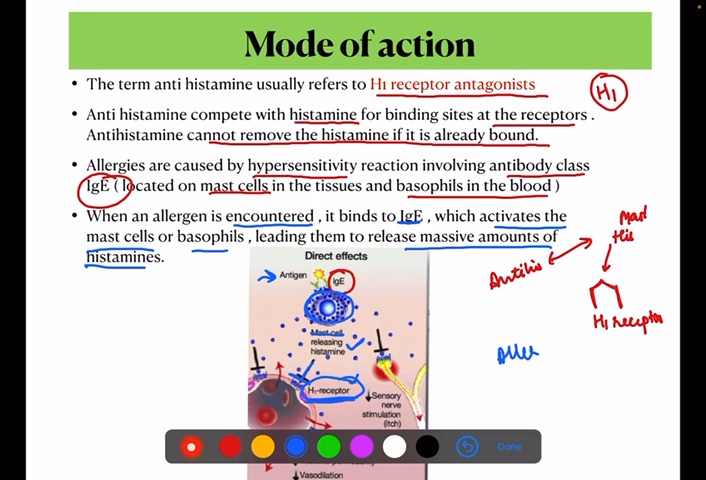 Mode of action
• The term anti histamine usually refers to H1 receptor antagonists
H1
• Anti histamine compete with histamine for binding sites at the receptors .
Antihistamine cannot remove the histamine if it is already bound.
• Allergies are caused by hypersensitivity reaction involving antibody class
IgE ( located on mast cells in the tissues and basophils in the blood )
• When an allergen is encountered , it binds to IgE , which activates the
mast cells or basophils , leading them to release massive amounts of
histamines.
Mast
His
Antihis
H1 receptor
Direct effects
Antigen
IgE
Mast cell
releasing
histamine
H1-receptor
Sensory
nerve
stimulation
(itch)
Vasodilation
Done